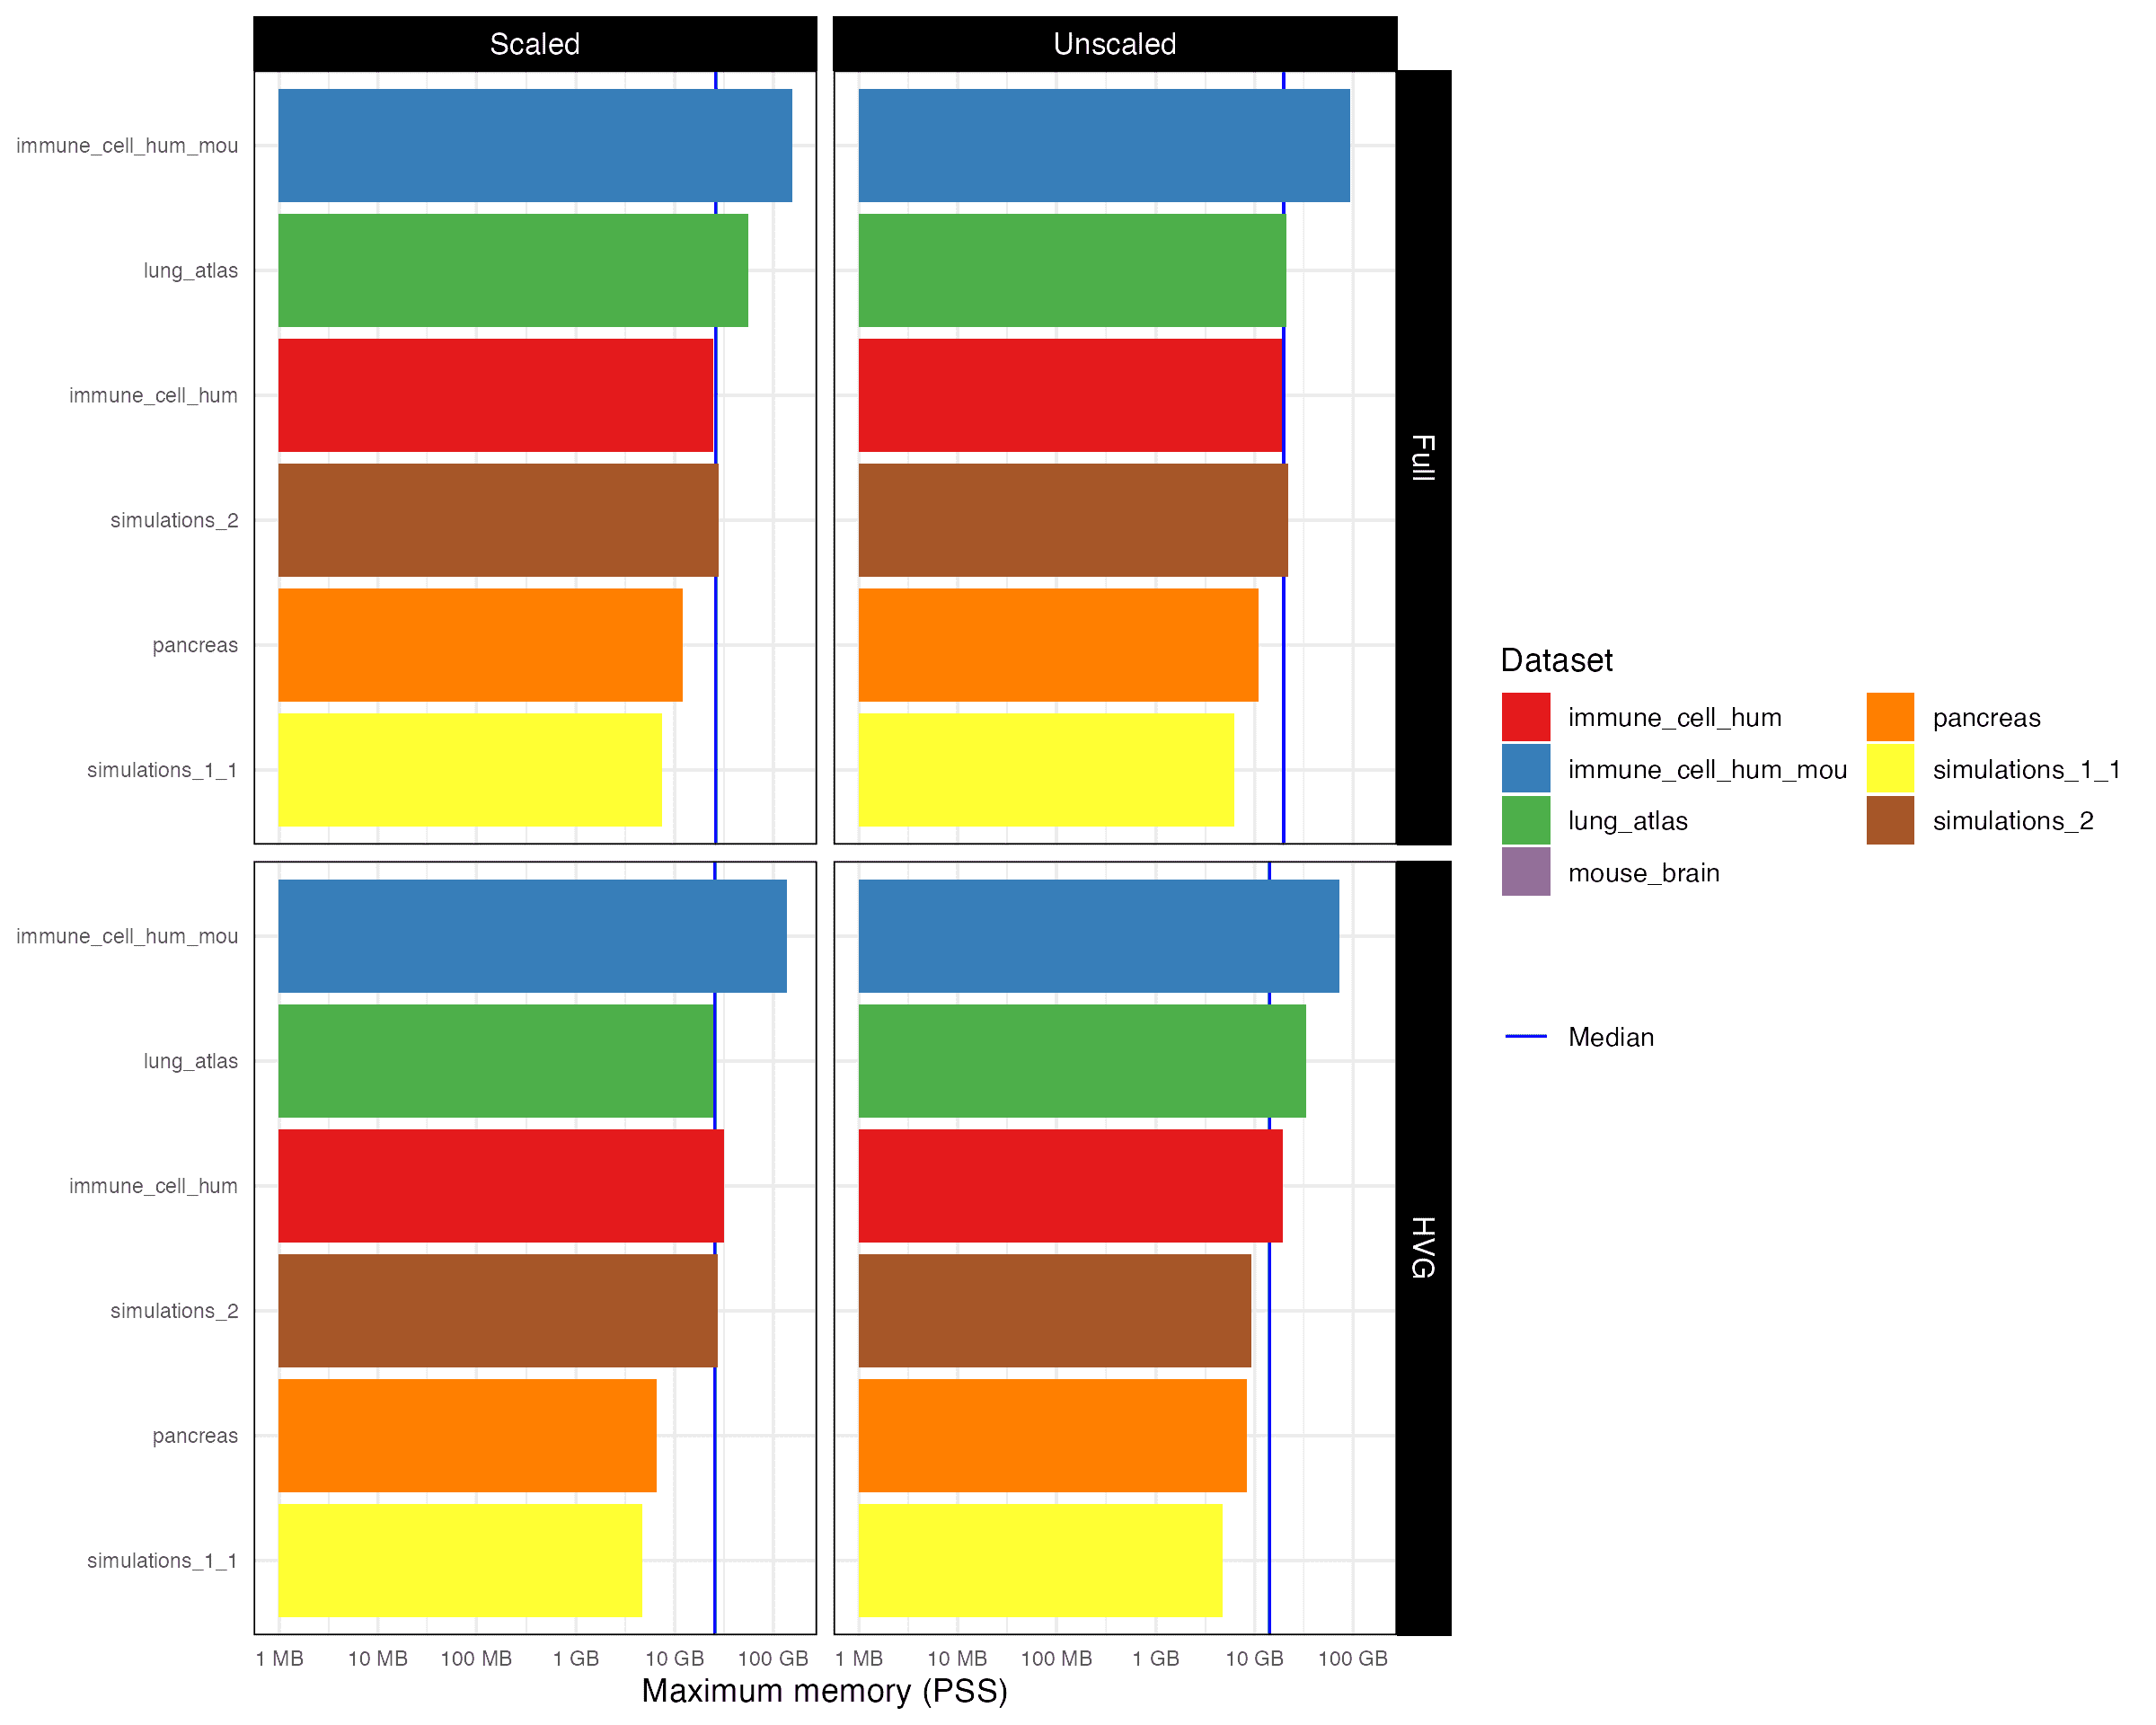 Scaled
Unscaled
immune_cell_hum_mou
lung_atlas
immune_cell_hum
simulations_2
pancreas
simulations_1_1
Full
immune_cell_hum_mou
lung_atlas
immune_cell_hum
simulations_2
pancreas
simulations_1_1
HVG
1 MB 10 MB 100 MB 1 GB 10 GB 100 GB
1 MB 10 MB 100 MB 1 GB 10 GB 100 GB
Maximum memory (PSS)
Dataset
immune_cell_hum
immune_cell_hum_mou
lung_atlas
mouse_brain
pancreas
simulations_1_1
simulations_2
Median